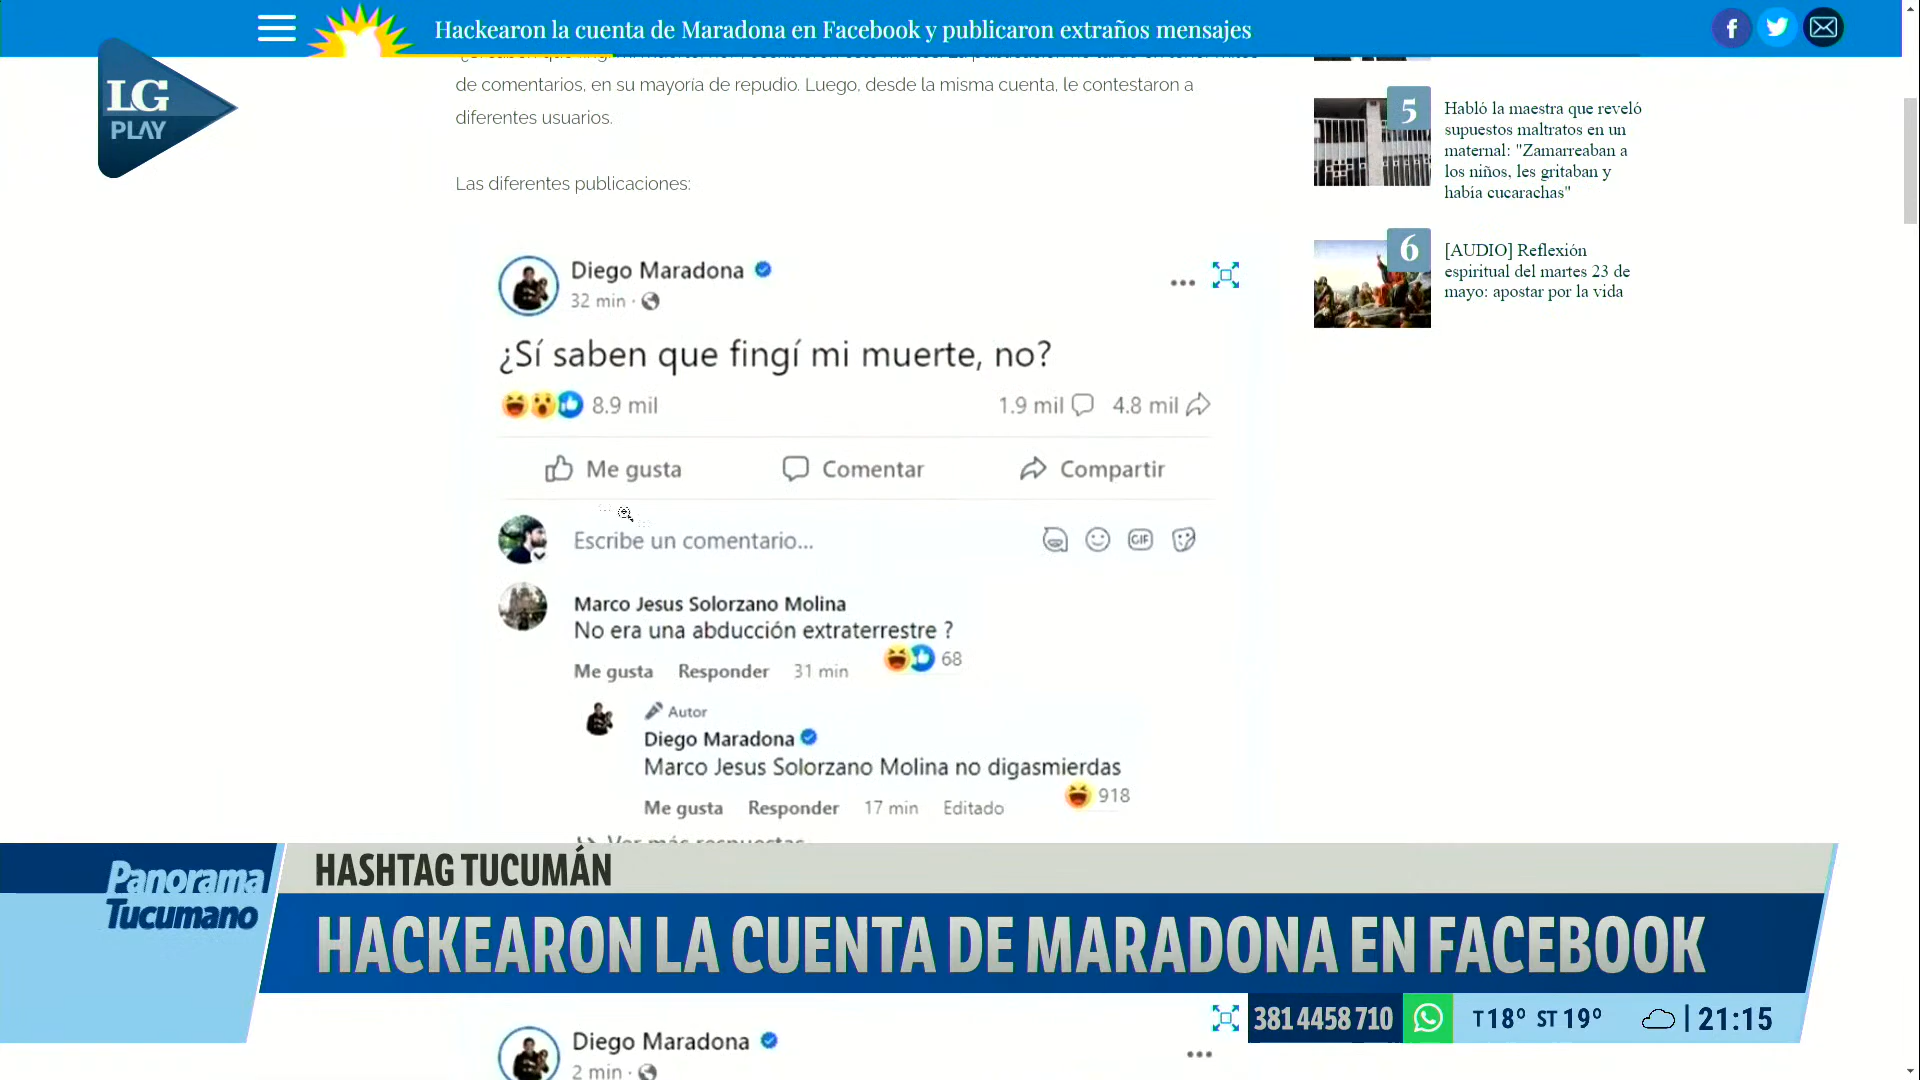 Hackearon la cuenta de Maradona en Facebook y publicaron extraños mensajes
LG
PLAY
de comentarios, en su mayoría de repudio. Luego, desde la misma cuenta, le contestaron a
diferentes usuarios.
Las diferentes publicaciones:
5
Habló la maestra que reveló
supuestos maltratos en un
maternal: "Zamarreaban a
los niños, les gritaban y
había cucarachas"
6
[AUDIO] Reflexión
espiritual del martes 23 de
mayo: apostar por la vida
Diego Maradona
32 min ·
¿Sí saben que fingí mi muerte, no?
8.9 mil
1.9 mil 4.8 mil
Me gusta Comentar Compartir
Escribe un comentario...
GIF
Marco Jesus Solorzano Molina
No era una abducción extraterrestre ?
Me gusta Responder 31 min
68
Autor
Diego Maradona
Marco Jesus Solorzano Molina no digasmierdas
Me gusta Responder 17 min Editado
918
Ver más respuestas
Panorama
Tucumano
HASHTAG TUCUMÁN
HACKEARON LA CUENTA DE MARADONA EN FACEBOOK
381 4458 710
T 18º ST 19º
21:15
Diego Maradona
2 min ·